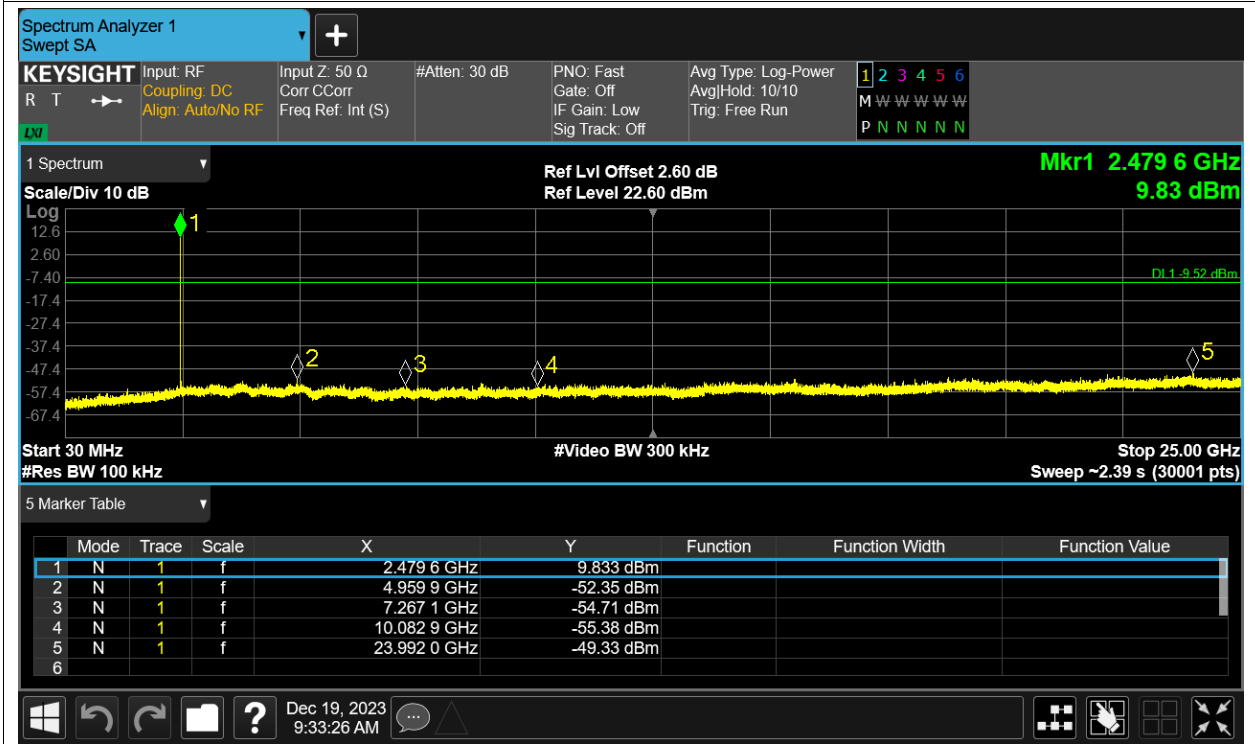 Spectrum Analyzer 1
Swept SA
+
KEYSIGHT Input: RF Input Z: 50 Ω #Atten: 30 dB PNO: Fast Avg Type: Log-Power 1 2 3 4 5 6
R T Coupling: DC Corr CCorr Gate: Off Avg|Hold: 10/10 M W W W W W
Align: Auto/No RF Freq Ref: Int (S) IF Gain: Low Trig: Free Run
LXI Sig Track: Off P N N N N N
1 Spectrum Ref Lvl Offset 2.60 dB Mkr1 2.479 6 GHz
Scale/Div 10 dB Ref Level 22.60 dBm 9.83 dBm
Log
1
12.6
2.60
-7.40 DL1 -9.52 dBm
-17.4
-27.4
-37.4
2 3 4 5
-47.4
-57.4
-67.4
Start 30 MHz #Video BW 300 kHz Stop 25.00 GHz
#Res BW 100 kHz Sweep ~2.39 s (30001 pts)
5 Marker Table
Mode Trace Scale X Y Function Function Width Function Value
1 N 1 f 2.479 6 GHz 9.833 dBm
2 N 1 f 4.959 9 GHz -52.35 dBm
3 N 1 f 7.267 1 GHz -54.71 dBm
4 N 1 f 10.082 9 GHz -55.38 dBm
5 N 1 f 23.992 0 GHz -49.33 dBm
6
? Dec 19, 2023
9:33:26 AM